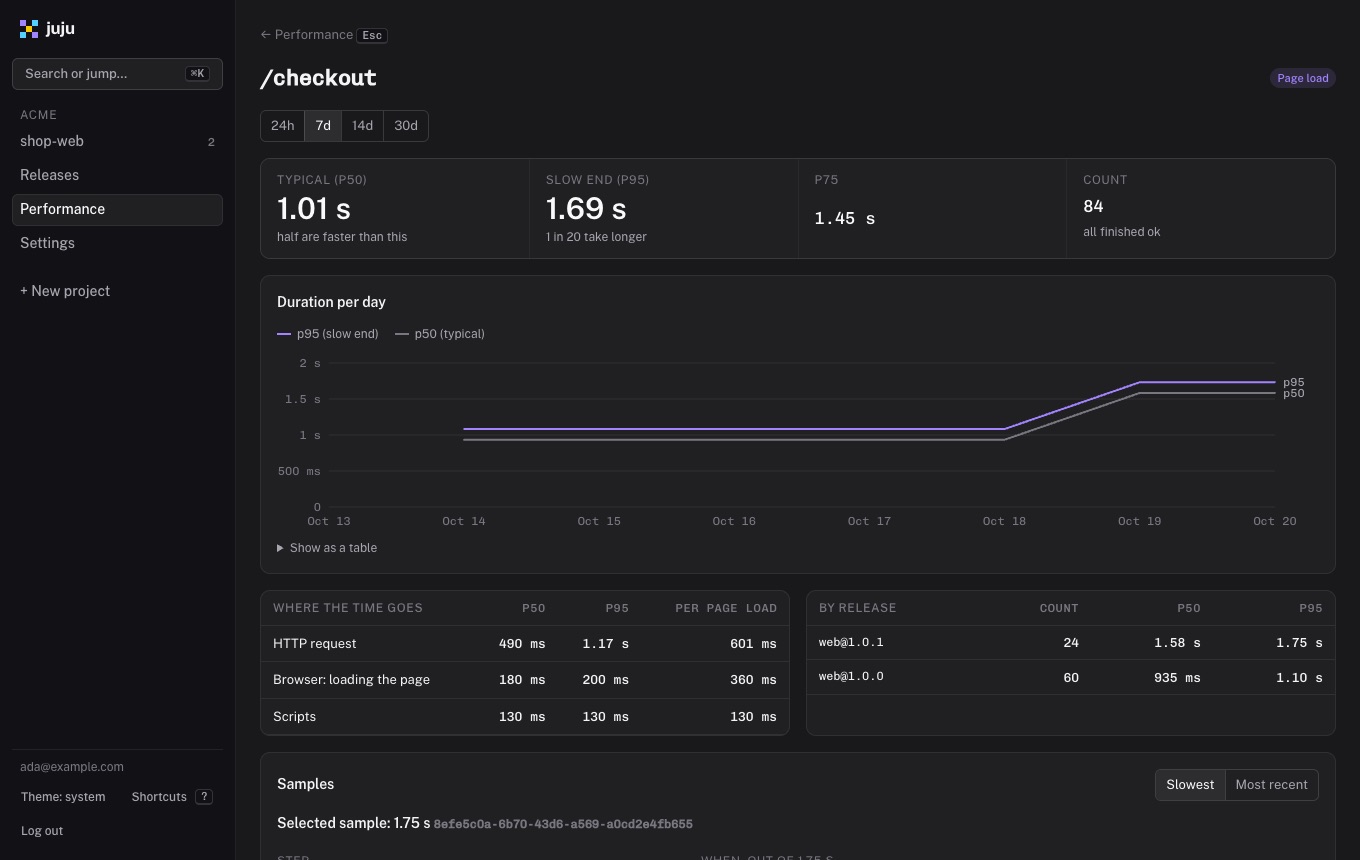 juju
Search or jump... ⌘K
ACME
shop-web 2
Releases
Performance
Settings
+ New project
ada@example.com
Theme: system Shortcuts ?
Log out
← Performance Esc
/checkout
Page load
24h 7d 14d 30d
TYPICAL (P50)
1.01 s
half are faster than this
SLOW END (P95)
1.69 s
1 in 20 take longer
P75
1.45 s
COUNT
84
all finished ok
Duration per day
p95 (slow end) p50 (typical)
2 s
1.5 s
1 s
500 ms
0
p95
p50
Oct 13 Oct 14 Oct 15 Oct 16 Oct 17 Oct 18 Oct 19 Oct 20
▶ Show as a table
WHERE THE TIME GOES P50 P95 PER PAGE LOAD
HTTP request 490 ms 1.17 s 601 ms
Browser: loading the page 180 ms 200 ms 360 ms
Scripts 130 ms 130 ms 130 ms
BY RELEASE COUNT P50 P95
web@1.0.1 24 1.58 s 1.75 s
web@1.0.0 60 935 ms 1.10 s
Samples
Slowest Most recent
Selected sample: 1.75 s 8efe5c0a-6b70-43d6-a569-a0cd2e4fb655
STEP WHEN, OUT OF 1.75 S